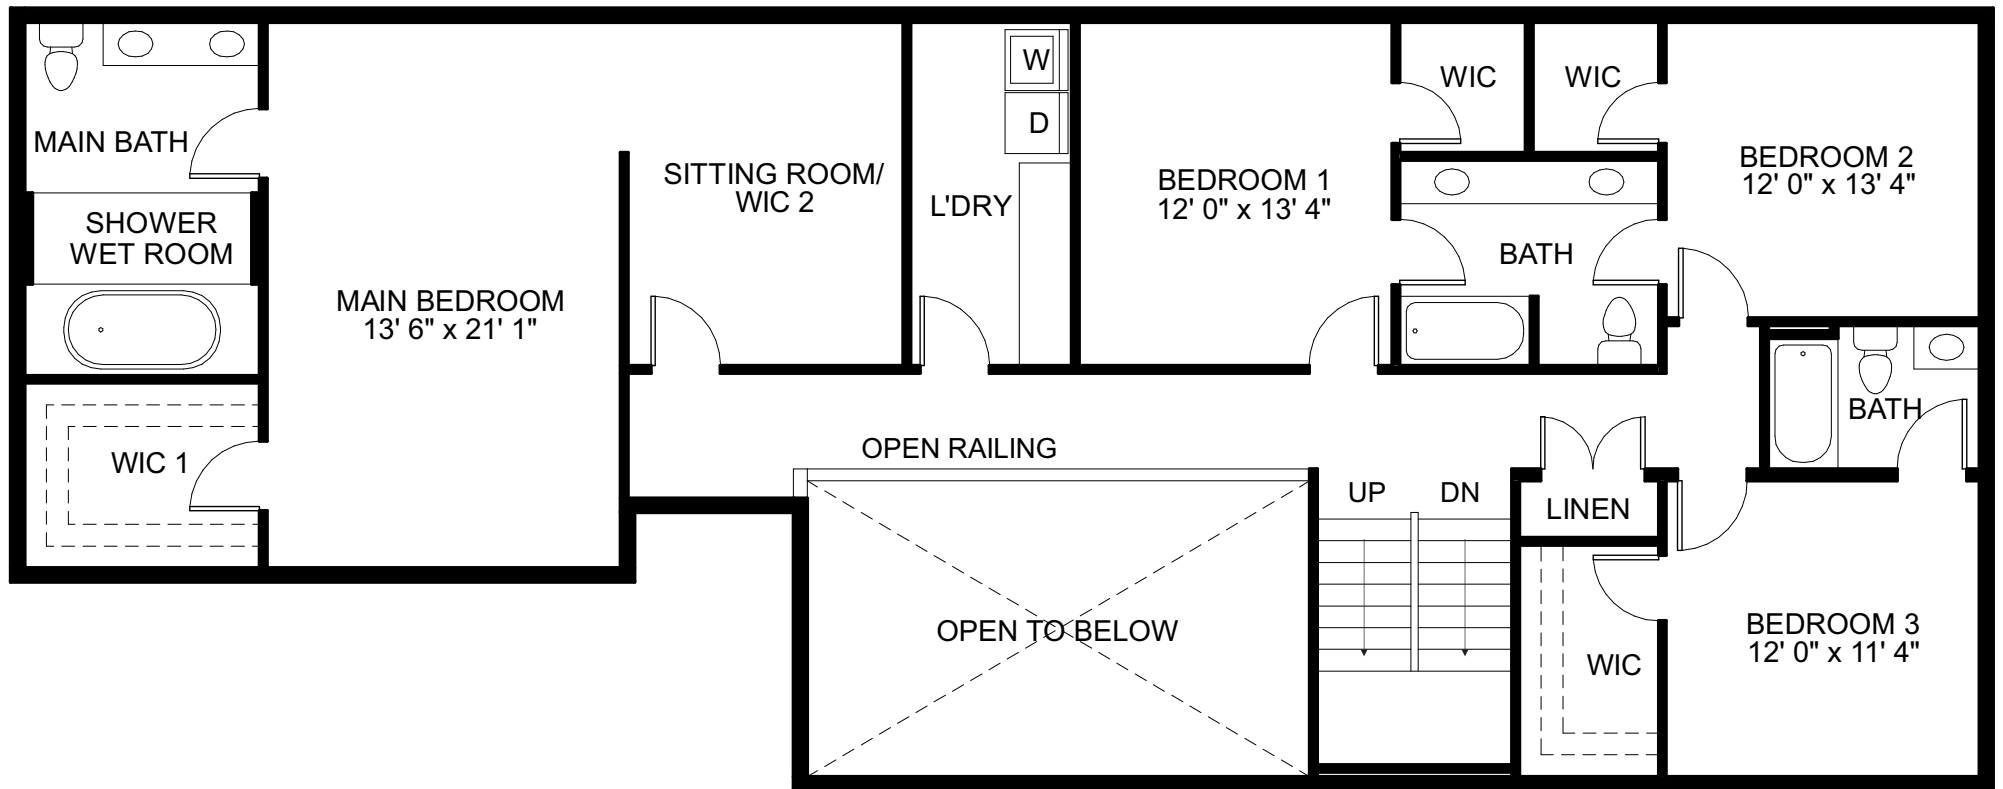 W
WIC
WIC
D
MAIN BATH
SITTING ROOM/
WIC 2
BEDROOM 1
12' 0" x 13' 4"
BEDROOM 2
12' 0" x 13' 4"
L'DRY
SHOWER
WET ROOM
BATH
MAIN BEDROOM
13' 6" x 21' 1"
BATH
OPEN RAILING
WIC 1
UP
DN
LINEN
OPEN TO BELOW
BEDROOM 3
12' 0" x 11' 4"
WIC